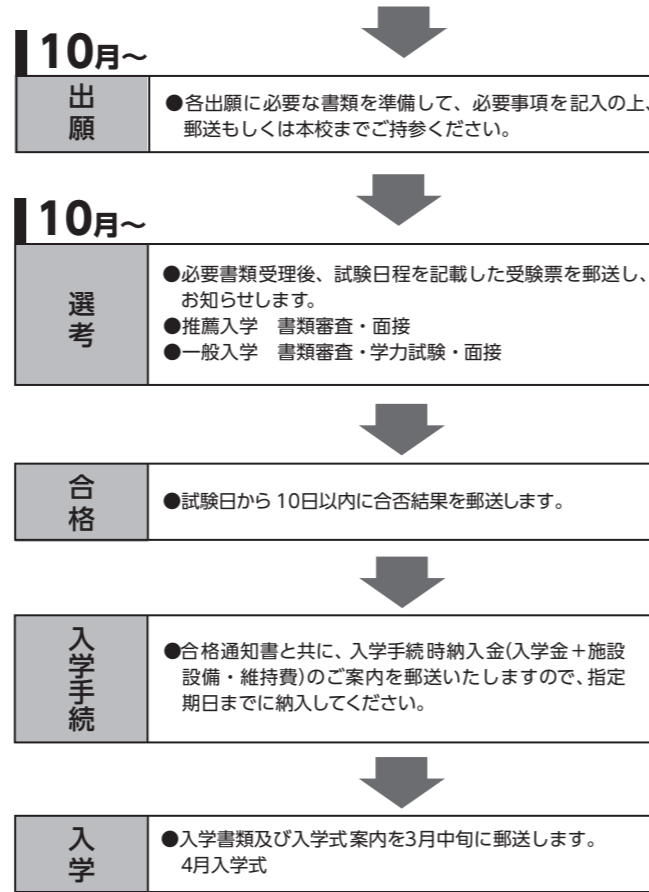 10月~
出願
●各出願に必要な書類を準備して、必要事項を記入の上、
郵送もしくは本校までご持参ください。
10月~
選考
●必要書類受理後、試験日程を記載した受験票を郵送し、
お知らせします。
●推薦入学 書類審査・面接
●一般入学 書類審査・学力試験・面接
合格
●試験日から10日以内に合否結果を郵送します。
入学手続
●合格通知書と共に、入学手続時納入金(入学金+施設
設備・維持費)のご案内を郵送いたしますので、指定
期日までに納入してください。
入学
●入学書類及び入学式案内を3月中旬に郵送します。
4月入学式